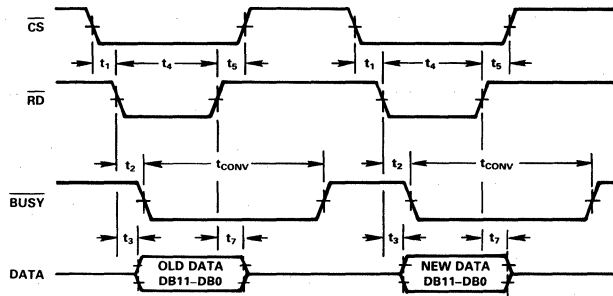 CS
t1 t4 t5 t1 t4 t5
RD
t2 tCONV t2 tCONV
BUSY
t3 t7 t3 t7
DATA
OLD DATA
DB11–DB0
NEW DATA
DB11–DB0